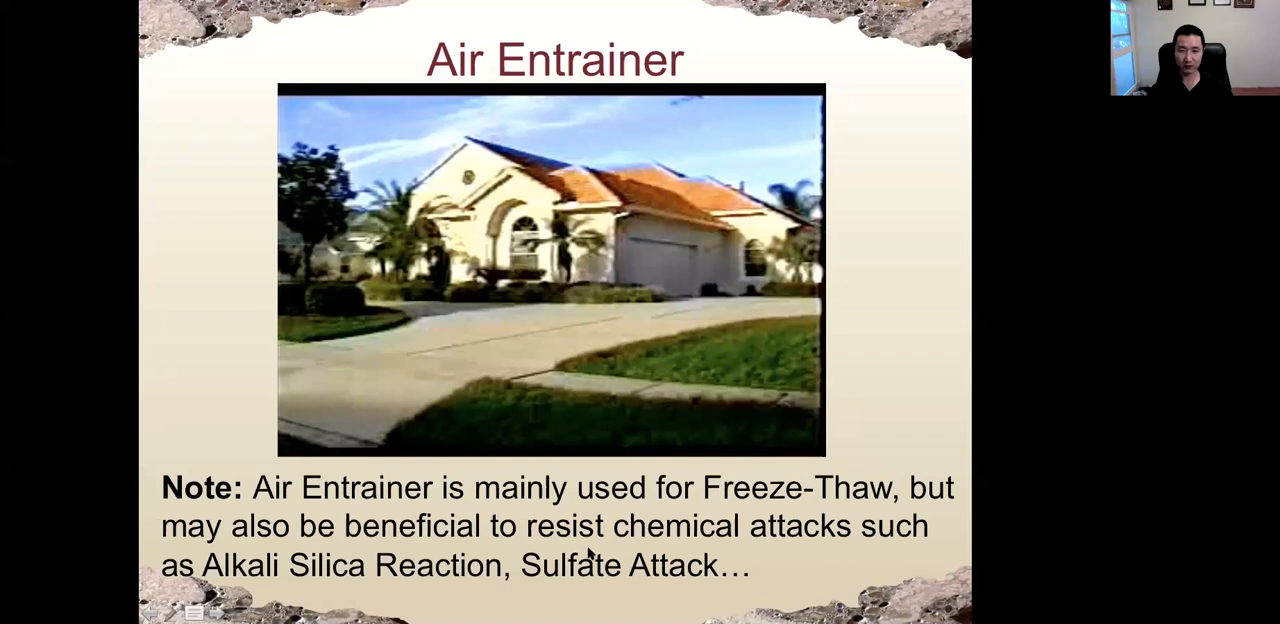 Air Entrainer
Note: Air Entrainer is mainly used for Freeze-Thaw, but
may also be beneficial to resist chemical attacks such
as Alkali Silica Reaction, Sulfate Attack…